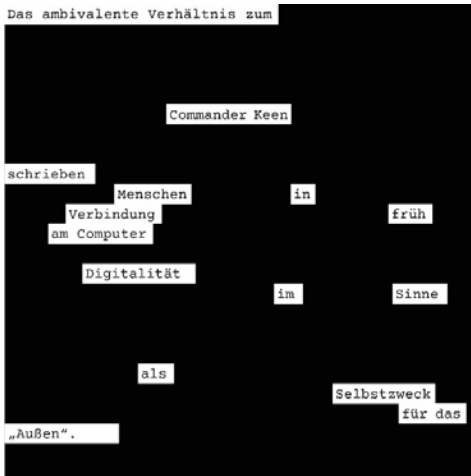 Das ambivalente Verhältnis zum
Commander Keen
schrieben
Menschen in
Verbindung früh
am Computer
Digitalität
im Sinne
als
Selbstzweck
für das
„Außen“.